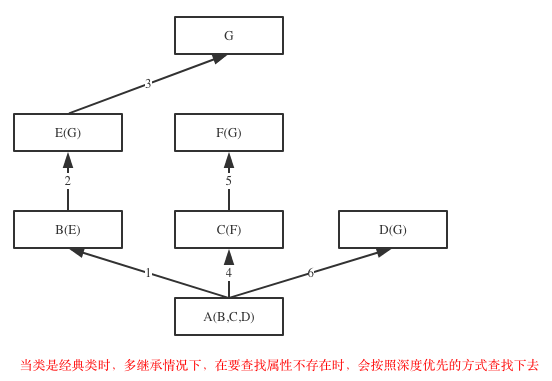 G
3
E(G)
F(G)
2
5
B(E)
C(F)
D(G)
1
4
6
A(B,C,D)
当类是经典类时，多继承情况下，在要查找属性不存在时，会按照深度优先的方式查找下去